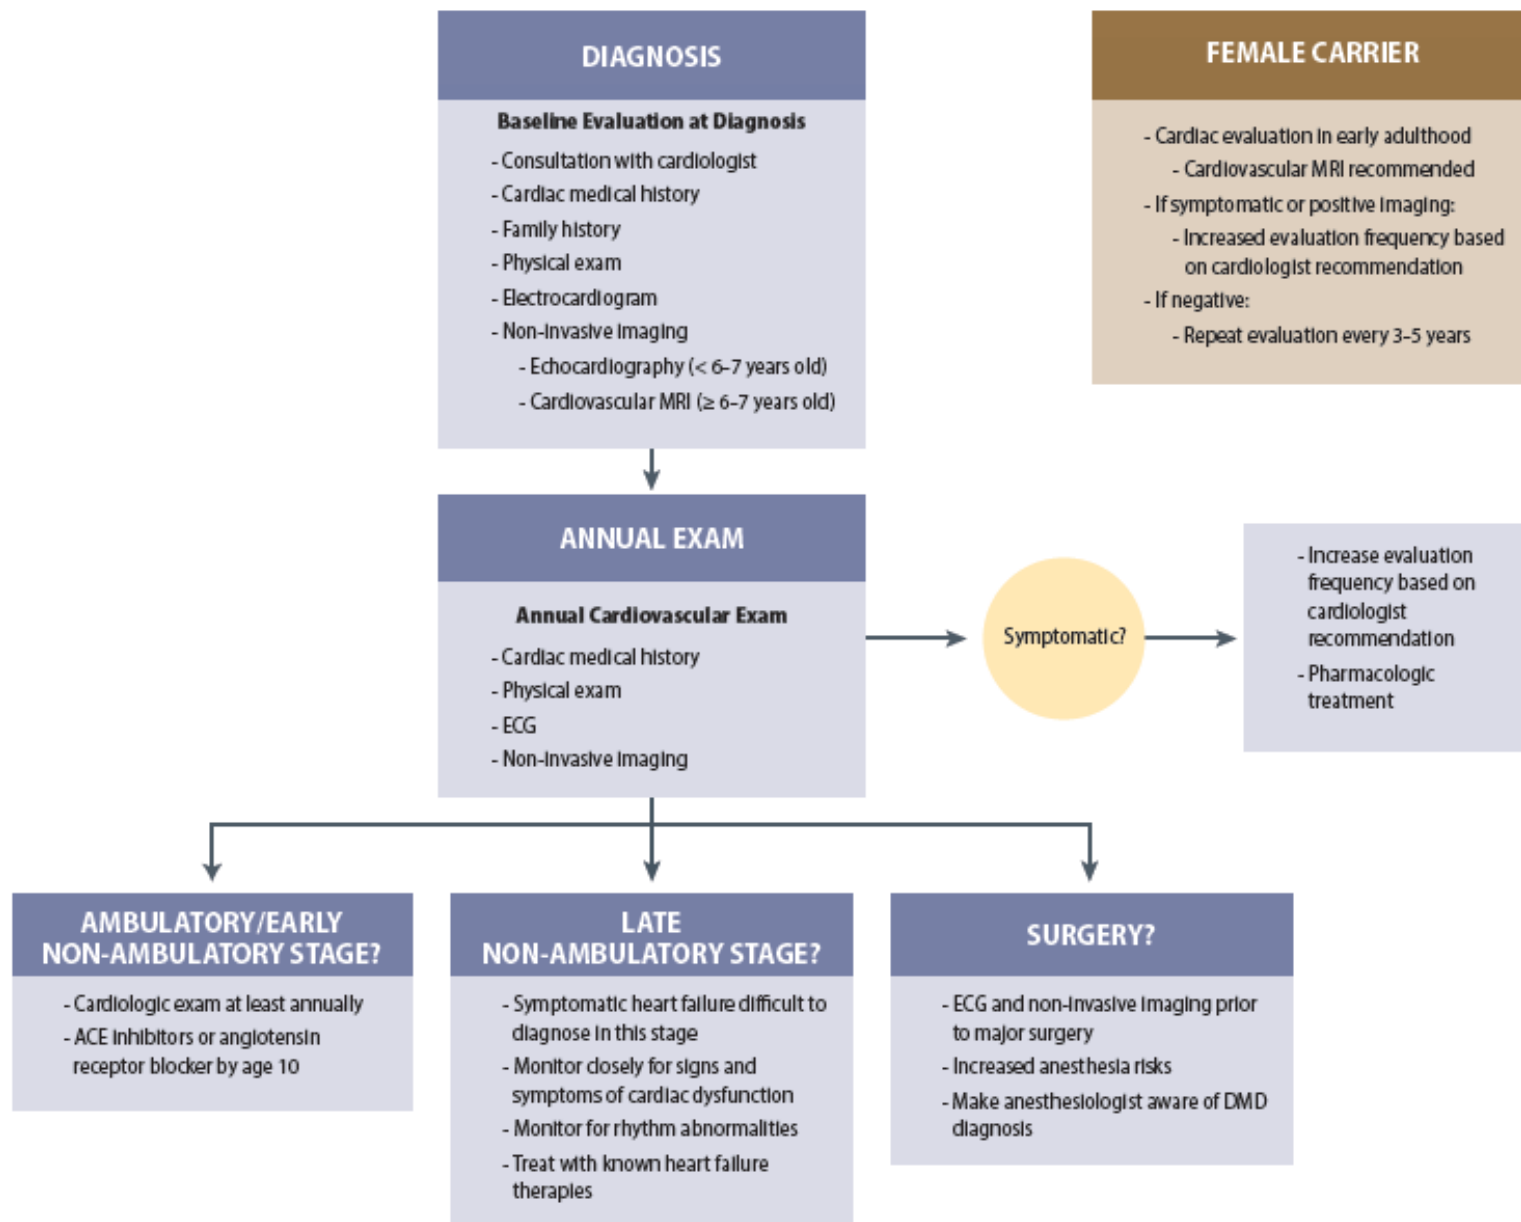 DIAGNOSIS
Baseline Evaluation at Diagnosis
- Consultation with cardiologist
- Cardiac medical history
- Family history
- Physical exam
- Electrocardiogram
- Non-invasive imaging
- Echocardiography (< 6–7 years old)
- Cardiovascular MRI (≥ 6–7 years old)
FEMALE CARRIER
- Cardiac evaluation in early adulthood
- Cardiovascular MRI recommended
- If symptomatic or positive imaging:
- Increased evaluation frequency based
on cardiologist recommendation
- If negative:
- Repeat evaluation every 3–5 years
ANNUAL EXAM
Annual Cardiovascular Exam
- Cardiac medical history
- Physical exam
- ECG
- Non-invasive imaging
Symptomatic?
- Increase evaluation
frequency based on
cardiologist
recommendation
- Pharmacologic
treatment
AMBULATORY/EARLY
NON-AMBULATORY STAGE?
- Cardiologic exam at least annually
- ACE inhibitors or angiotensin
receptor blocker by age 10
LATE
NON-AMBULATORY STAGE?
- Symptomatic heart failure difficult to
diagnose in this stage
- Monitor closely for signs and
symptoms of cardiac dysfunction
- Monitor for rhythm abnormalities
- Treat with known heart failure
therapies
SURGERY?
- ECG and non-invasive imaging prior
to major surgery
- Increased anesthesia risks
- Make anesthesiologist aware of DMD
diagnosis